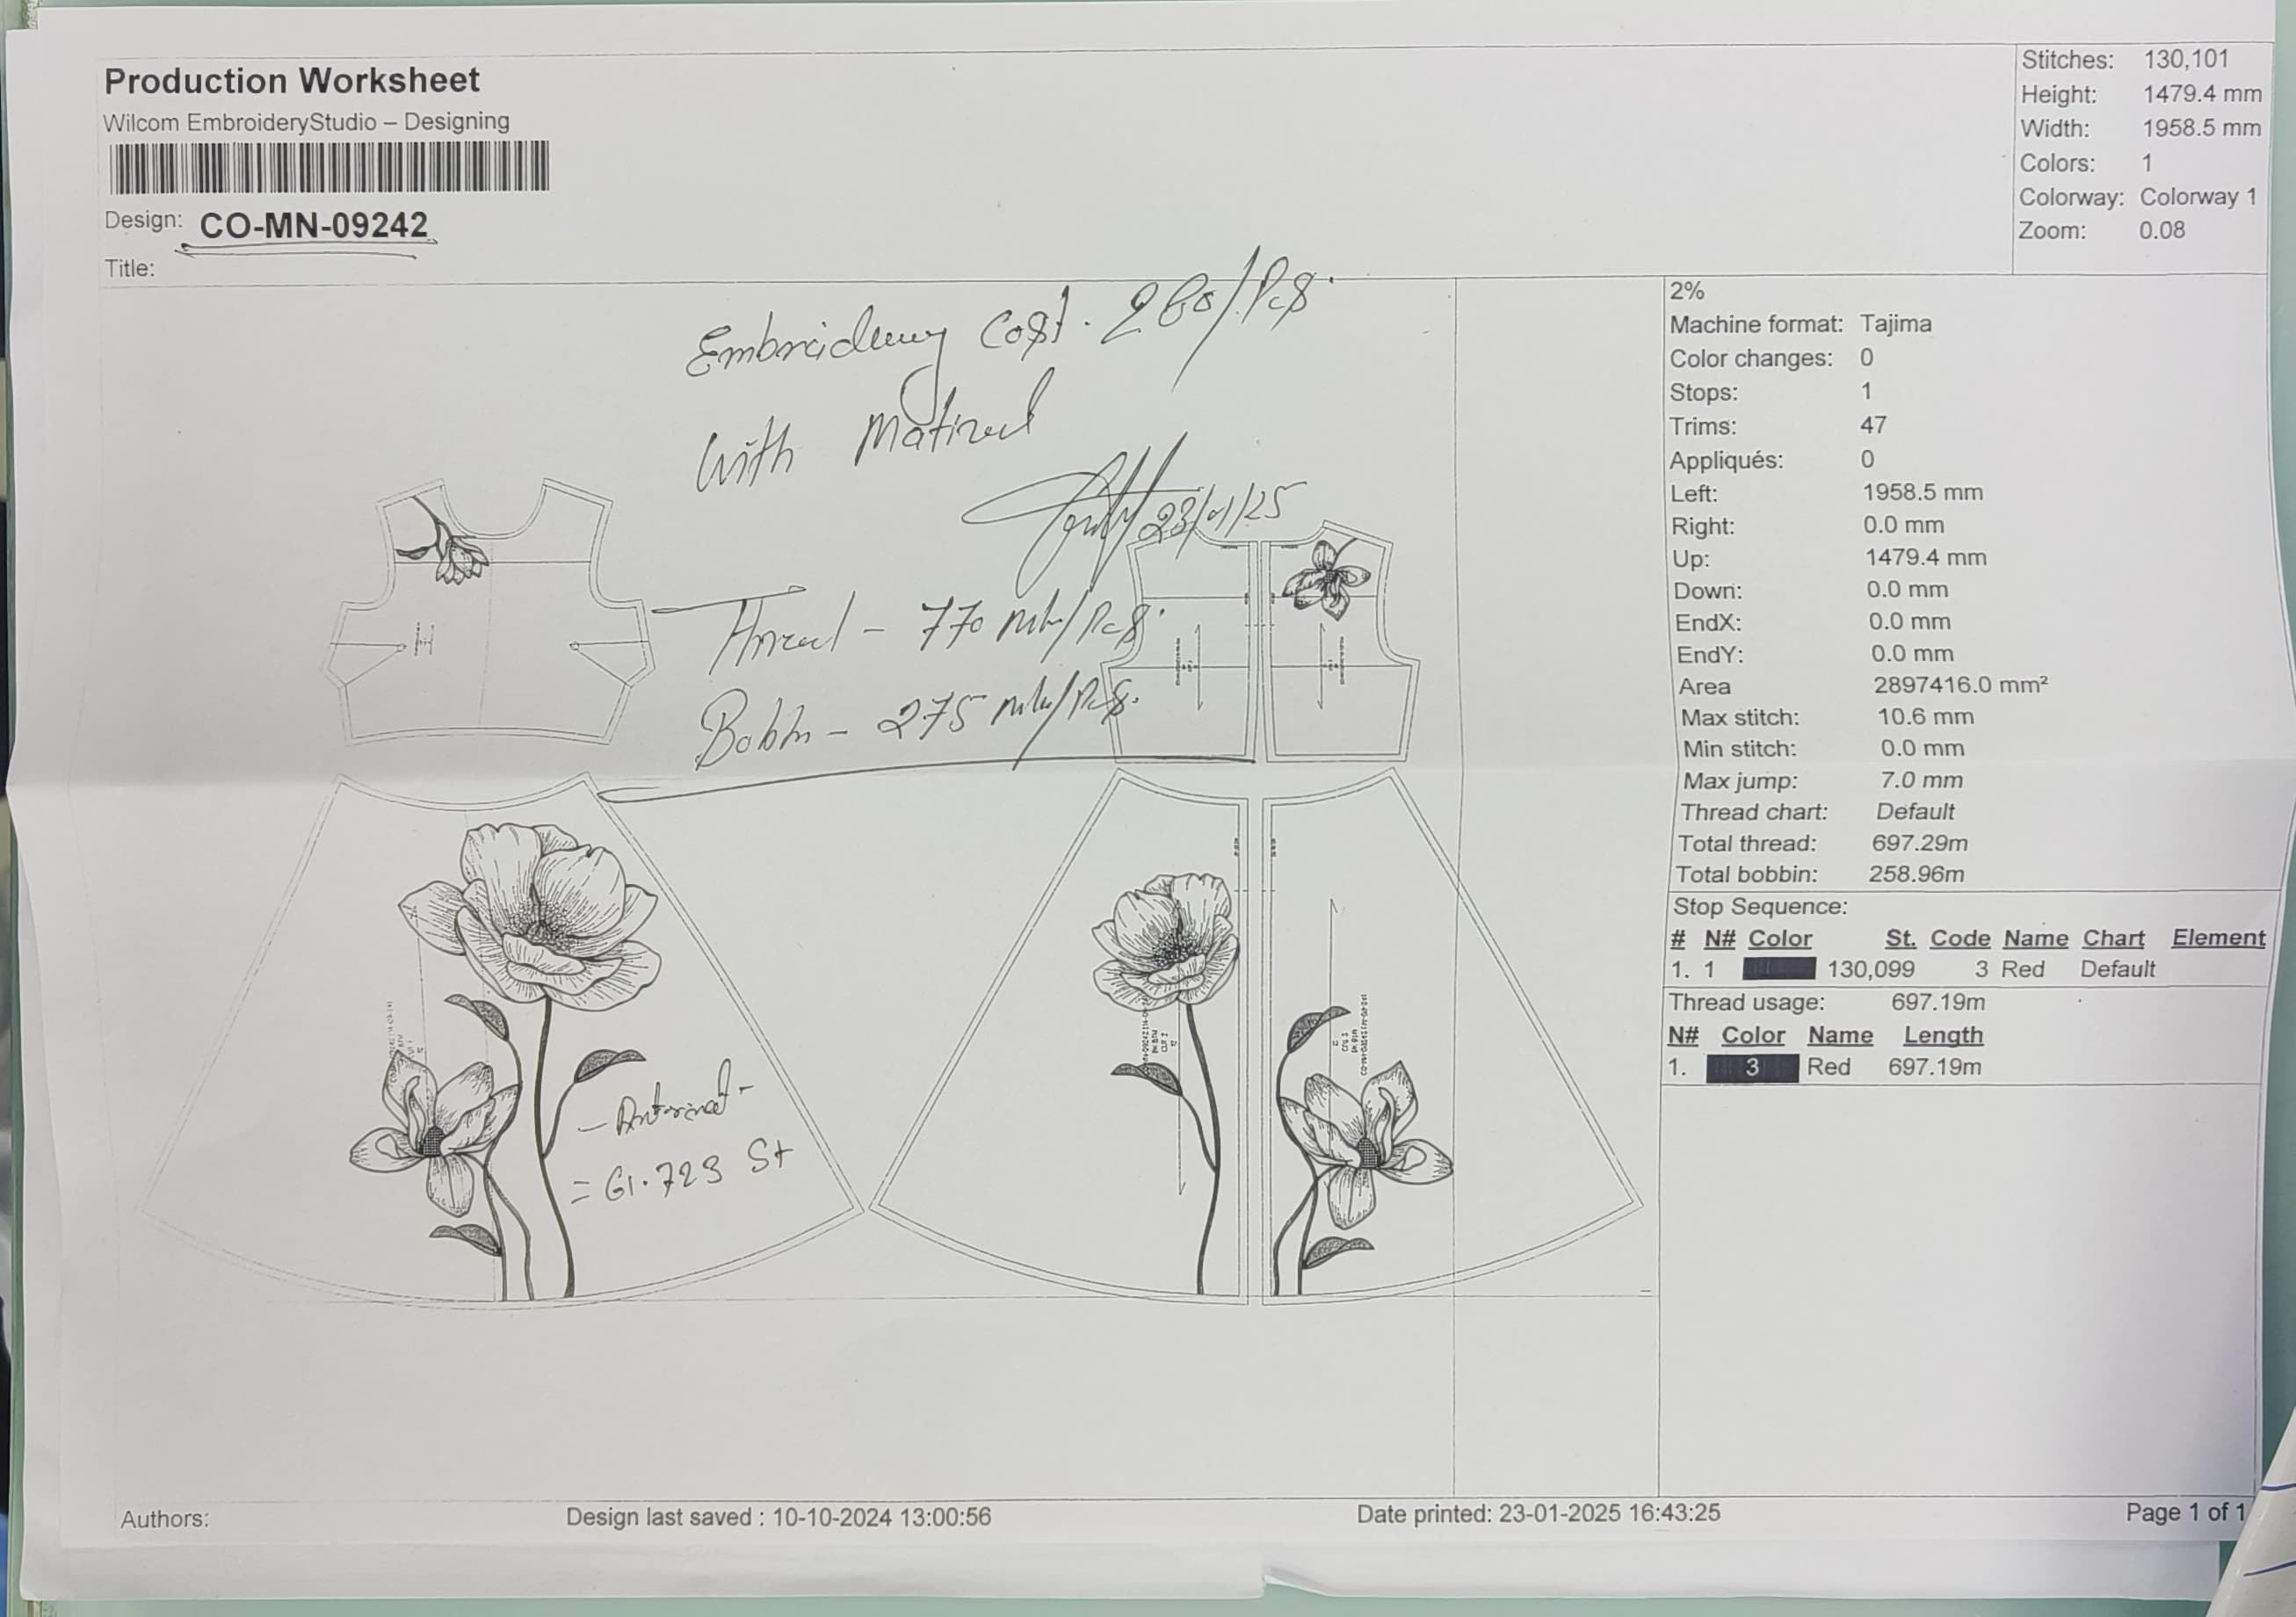 Production Worksheet
Wilcom EmbroideryStudio – Designing
Design: CO-MN-09242
Title:
Stitches: 130,101
Height: 1479.4 mm
Width: 1958.5 mm
Colors: 1
Colorway: Colorway 1
Zoom: 0.08
Cost.
/Pcs.
With
23/01/25
Thread - 770 /Pcs.
Bobbin - 275 /Pcs.
= 61.723 St
2%
Machine format: Tajima
Color changes: 0
Stops: 1
Trims: 47
Appliqués: 0
Left: 1958.5 mm
Right: 0.0 mm
Up: 1479.4 mm
Down: 0.0 mm
EndX: 0.0 mm
EndY: 0.0 mm
Area 2897416.0 mm²
Max stitch: 10.6 mm
Min stitch: 0.0 mm
Max jump: 7.0 mm
Thread chart: Default
Total thread: 697.29m
Total bobbin: 258.96m
Stop Sequence:
# N# Color St. Code Name Chart Element
1. 1 130,099 3 Red Default
Thread usage: 697.19m
N# Color Name Length
1. 3 Red 697.19m
Authors:
Design last saved : 10-10-2024 13:00:56
Date printed: 23-01-2025 16:43:25
Page 1 of 1